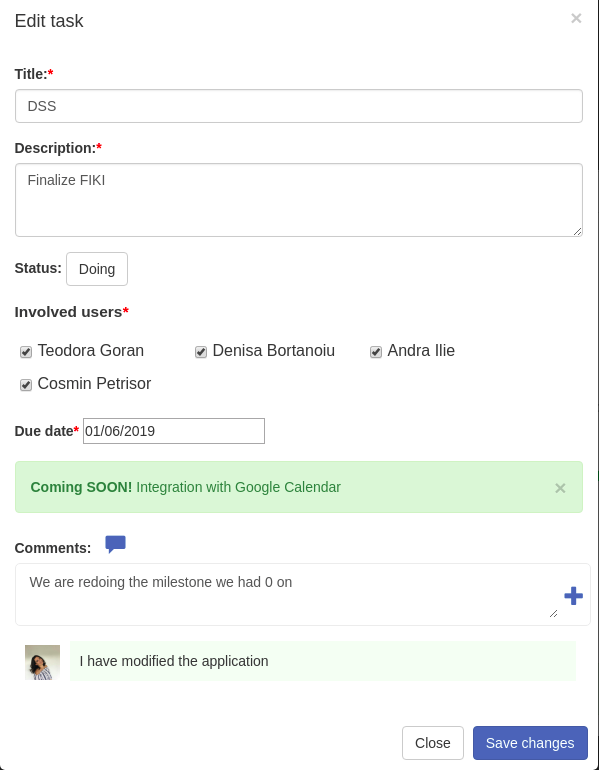 Edit task
×
Title:*
DSS
Description:*
Finalize FIKI
Status: Doing
Involved users*
Teodora Goran Denisa Bortanoiu Andra Ilie
Cosmin Petrisor
Due date* 01/06/2019
Coming SOON! Integration with Google Calendar ×
Comments:
We are redoing the milestone we had 0 on
I have modified the application
Close Save changes